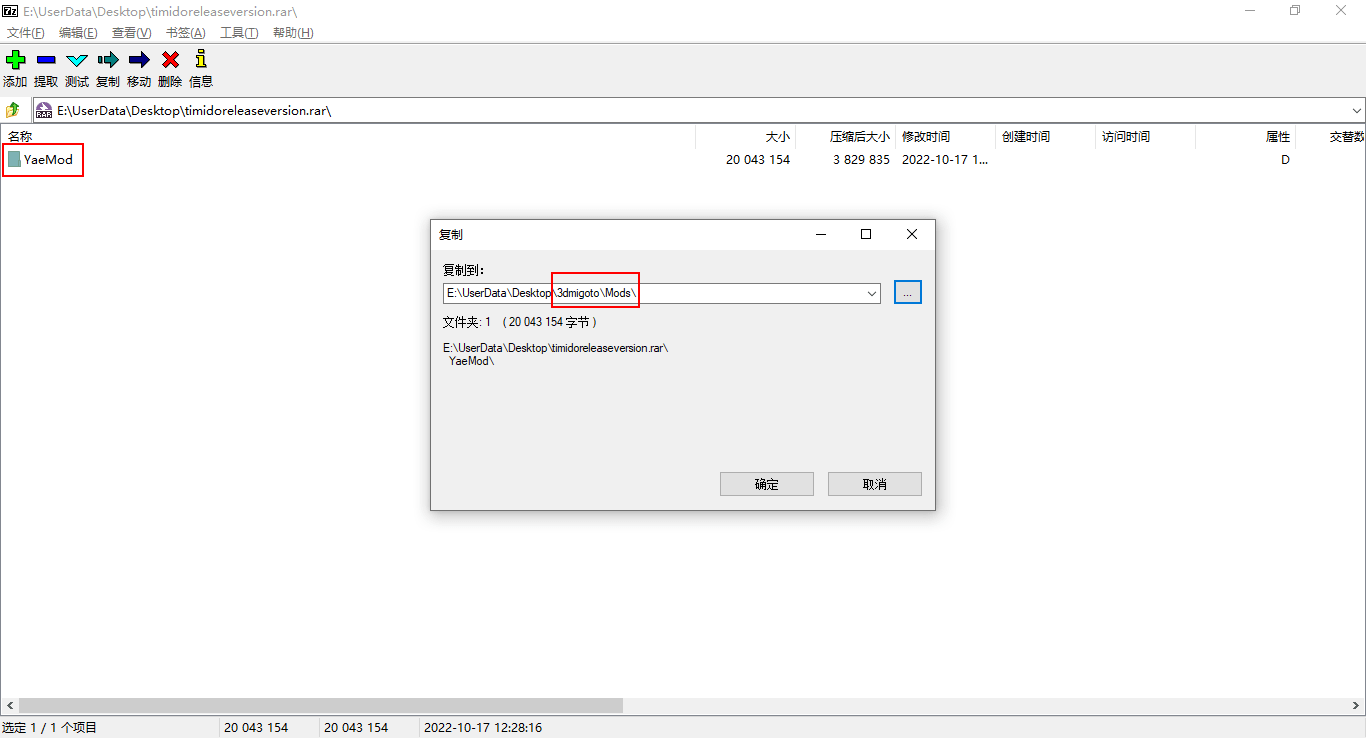 E:\UserData\Desktop\timidoreleaseversion.rar\
文件(F) 编辑(E) 查看(V) 书签(A) 工具(T) 帮助(H)
添加 提取 测试 复制 移动 删除 信息
E:\UserData\Desktop\timidoreleaseversion.rar\
名称 大小 压缩后大小 修改时间 创建时间 访问时间 属性 交替数
YaeMod 20 043 154 3 829 835 2022-10-17 1... D
复制
复制到：
E:\UserData\Desktop\3dmigoto\Mods\
...
文件夹: 1 ( 20 043 154 字节 )
E:\UserData\Desktop\timidoreleaseversion.rar\
YaeMod\
确定 取消
选定 1 / 1 个项目 20 043 154 20 043 154 2022-10-17 12:28:16